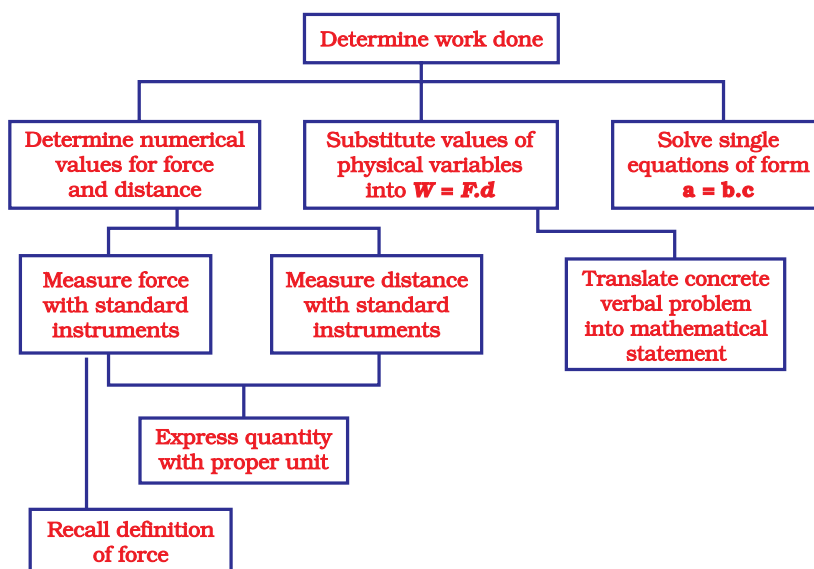 Determine work done
Determine numerical
values for force
and distance
Substitute values of
physical variables
into W = F.d
Solve single
equations of form
a = b.c
Measure force
with standard
instruments
Measure distance
with standard
instruments
Translate concrete
verbal problem
into mathematical
statement
Express quantity
with proper unit
Recall definition
of force